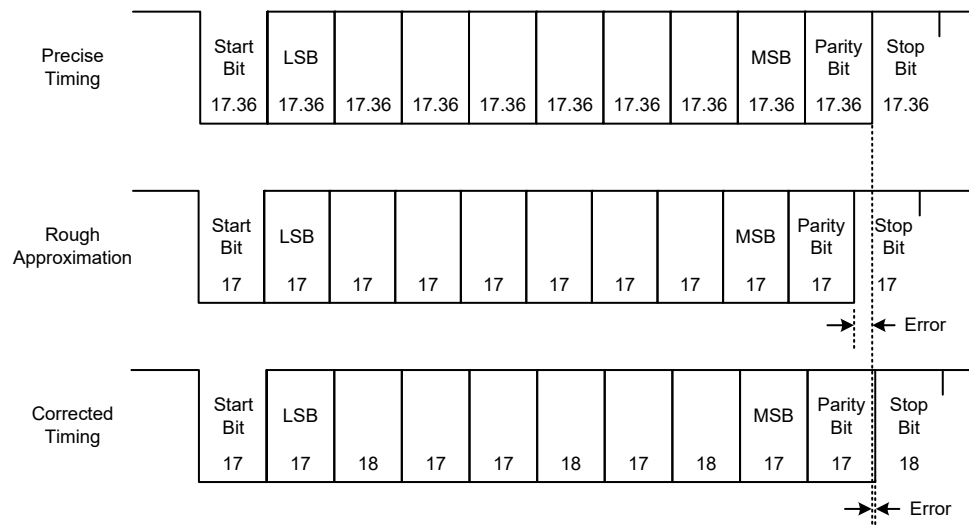 Precise
Timing
Start
Bit
LSB
MSB
Parity
Bit
Stop
Bit
17.36 17.36 17.36 17.36 17.36 17.36 17.36 17.36 17.36 17.36 17.36
Rough
Approximation
Start
Bit
LSB
MSB
Parity
Bit
Stop
Bit
17 17 17 17 17 17 17 17 17 17 17
Error
Corrected
Timing
Start
Bit
LSB
MSB
Parity
Bit
Stop
Bit
17 17 18 17 17 18 17 18 17 17 18
Error